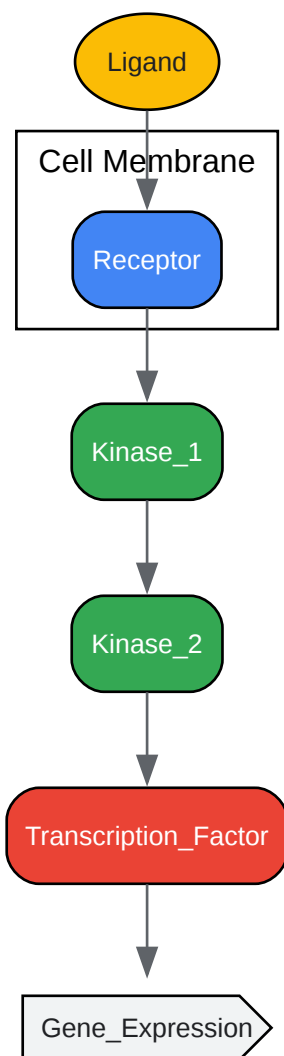 Ligand
Cell Membrane
Receptor
Kinase_1
Kinase_2
Transcription_Factor
Gene_Expression